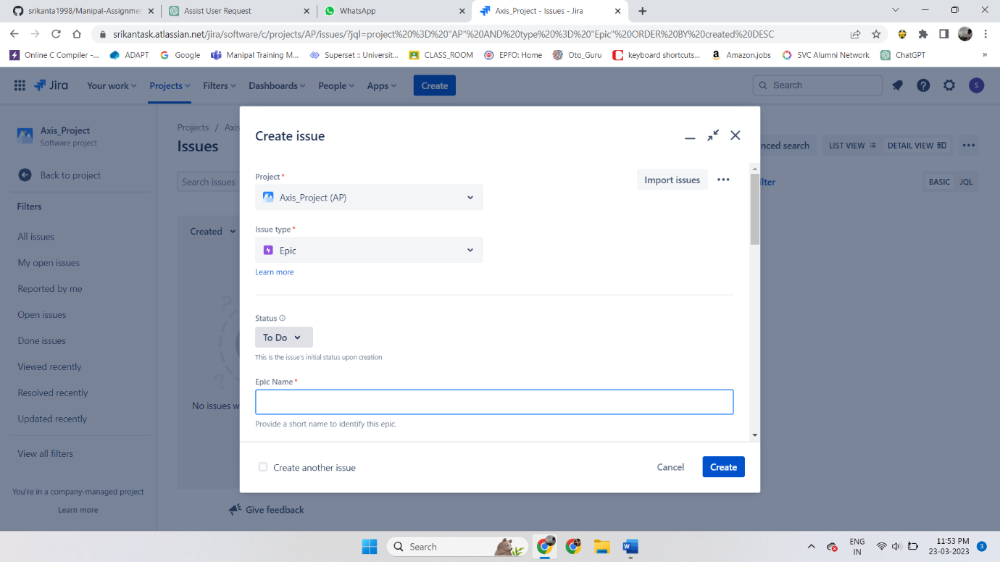 srikanta1998/Manipal-Assignmen
Assist User Request
WhatsApp
Axis_Project - Issues - Jira
srikantask.atlassian.net/jira/software/c/projects/AP/issues/?jql=project%20%3D%20"AP"%20AND%20type%20%3D%20"Epic"%20ORDER%20BY%20created%20DESC
Online C Compiler -...
ADAPT
Google
Manipal Training M...
Superset :: Universit...
CLASS_ROOM
EPFO: Home
Oto_Guru
keyboard shortcuts...
Amazon.jobs
SVC Alumni Network
ChatGPT
»
Jira
Your work
Projects
Filters
Dashboards
People
Apps
Create
Search
S
Axis_Project
Software project
Back to project
Filters
All issues
My open issues
Reported by me
Open issues
Done issues
Viewed recently
Resolved recently
Updated recently
View all filters
You're in a company-managed project
Learn more
Projects / Axis
Issues
nced search
LIST VIEW
DETAIL VIEW
Search issues
ilter
BASIC
JQL
Created
No issues w
Give feedback
Create issue
Import issues
Project *
Axis_Project (AP)
Issue type *
Epic
Learn more
Status
To Do
This is the issue's initial status upon creation
Epic Name *
Provide a short name to identify this epic.
Create another issue
Cancel
Create
Search
ENG
IN
11:53 PM
23-03-2023
3